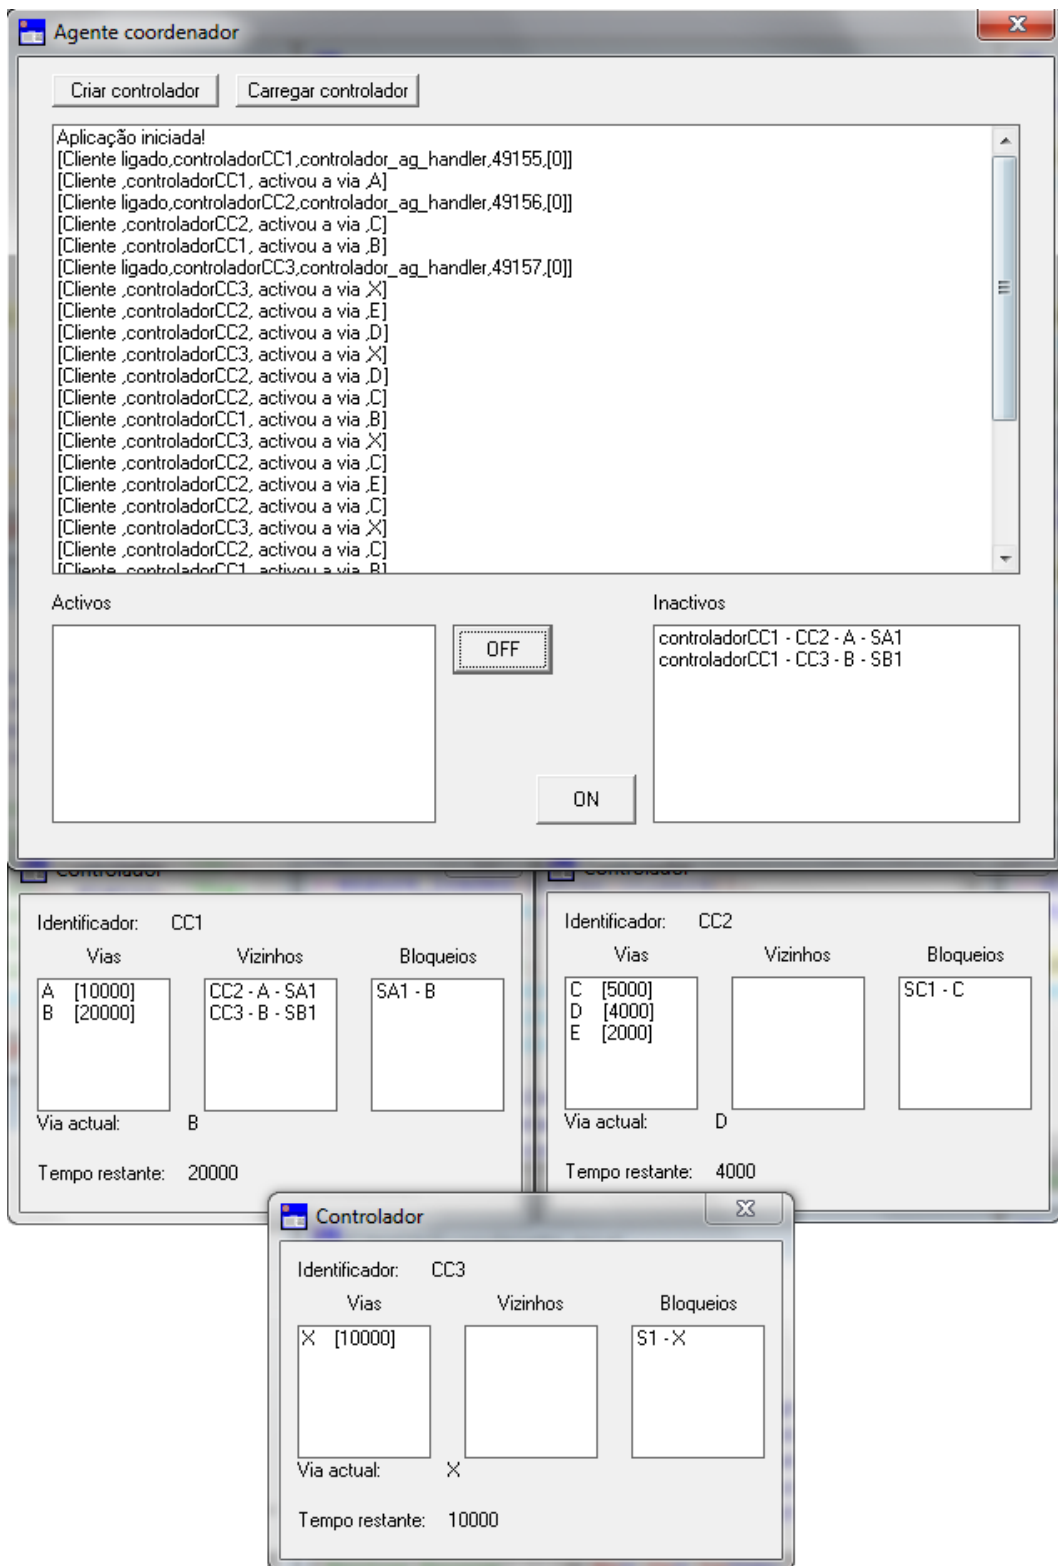 Agente coordenador
Criar controlador Carregar controlador
Aplicação iniciada!
[Cliente ligado,controladorCC1,controlador_ag_handler,49155,[0]]
[Cliente ,controladorCC1, activou a via ,A]
[Cliente ligado,controladorCC2,controlador_ag_handler,49156,[0]]
[Cliente ,controladorCC2, activou a via ,C]
[Cliente ,controladorCC1, activou a via ,B]
[Cliente ligado,controladorCC3,controlador_ag_handler,49157,[0]]
[Cliente ,controladorCC3, activou a via ,X]
[Cliente ,controladorCC2, activou a via ,E]
[Cliente ,controladorCC2, activou a via ,D]
[Cliente ,controladorCC3, activou a via ,X]
[Cliente ,controladorCC2, activou a via ,D]
[Cliente ,controladorCC2, activou a via ,C]
[Cliente ,controladorCC1, activou a via ,B]
[Cliente ,controladorCC3, activou a via ,X]
[Cliente ,controladorCC2, activou a via ,C]
[Cliente ,controladorCC2, activou a via ,E]
[Cliente ,controladorCC2, activou a via ,C]
[Cliente ,controladorCC3, activou a via ,X]
[Cliente ,controladorCC2, activou a via ,C]
[Cliente ,controladorCC1, activou a via ,B]
Activos Inactivos
OFF
controladorCC1 - CC2 - A - SA1
controladorCC1 - CC3 - B - SB1
ON
Controlador
Identificador: CC1
Vias Vizinhos Bloqueios
A [10000] CC2 - A - SA1 SA1 - B
B [20000] CC3 - B - SB1
Via actual: B
Tempo restante: 20000
Controlador
Identificador: CC2
Vias Vizinhos Bloqueios
C [5000] SC1 - C
D [4000]
E [2000]
Via actual: D
Tempo restante: 4000
Controlador
Identificador: CC3
Vias Vizinhos Bloqueios
X [10000] S1 - X
Via actual: X
Tempo restante: 10000